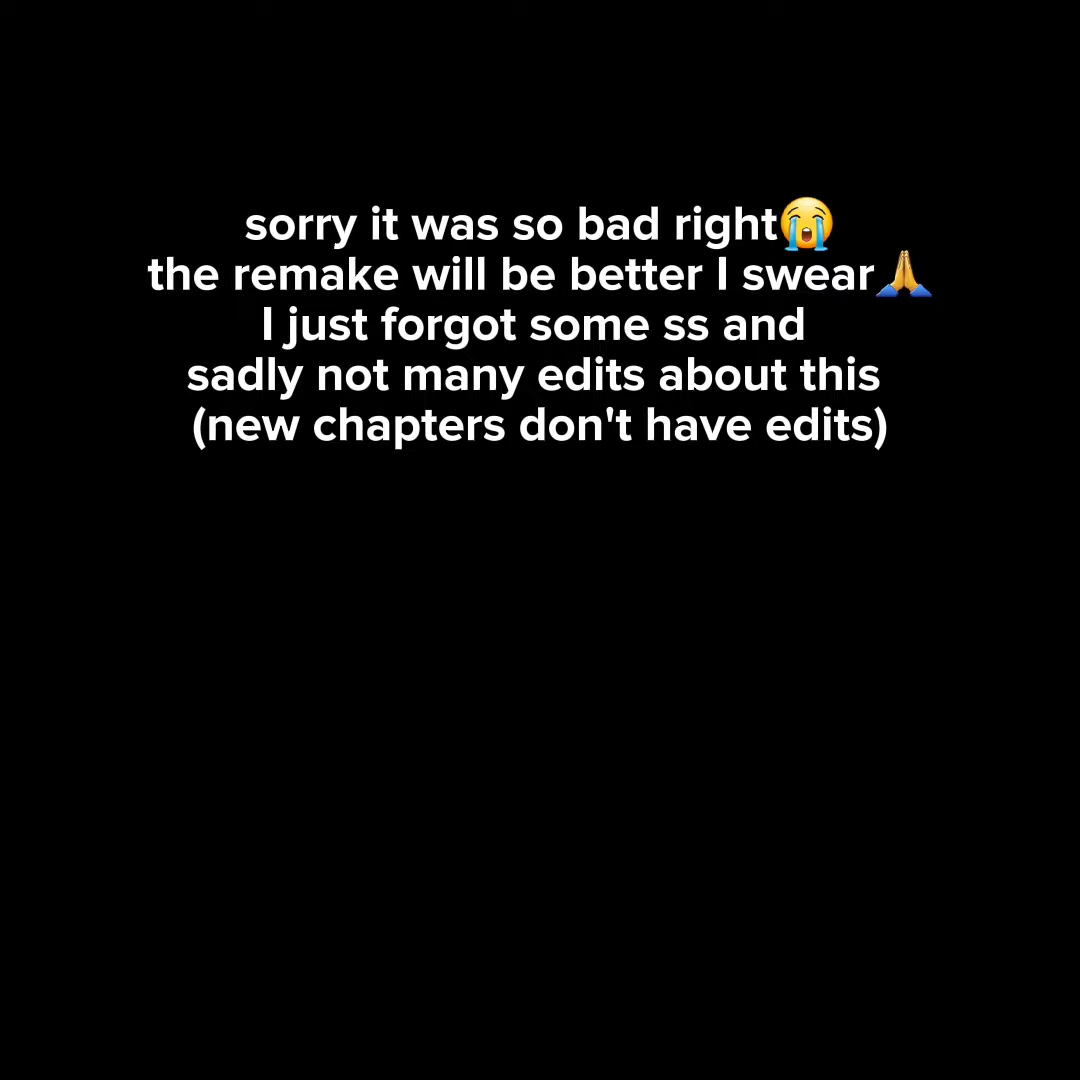 sorry it was so bad right😭
the remake will be better I swear🙏
I just forgot some ss and
sadly not many edits about this
(new chapters don't have edits)